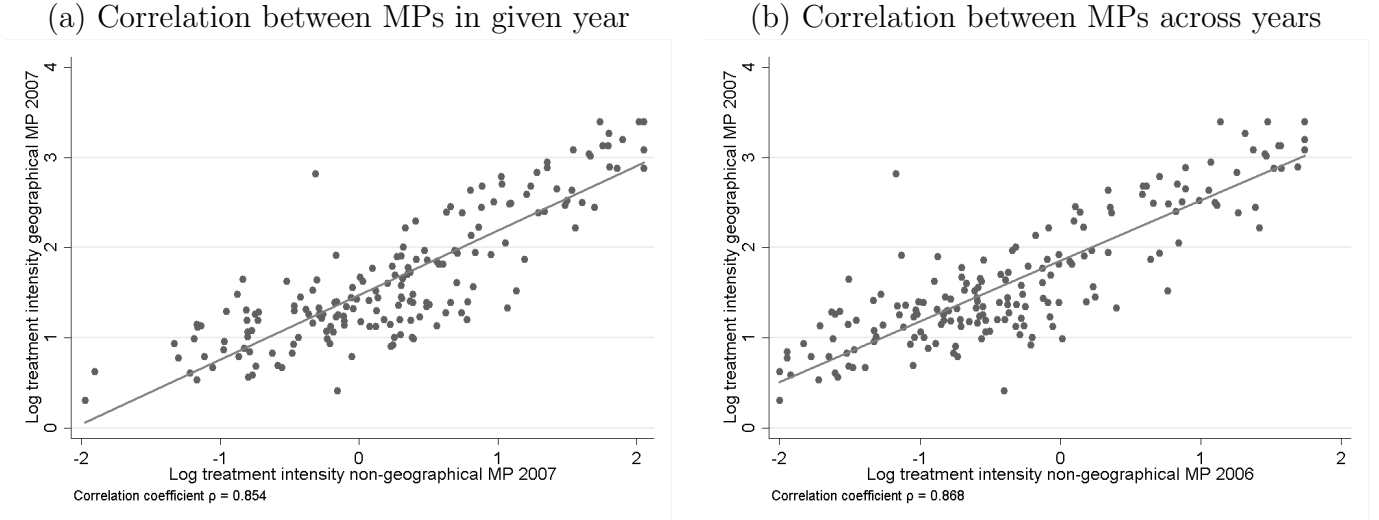 (a) Correlation between MPs in given year
Log treatment intensity geographical MP 2007
4
3
2
1
0
-2 -1 0 1 2
Log treatment intensity non-geographical MP 2007
Correlation coefficient ρ = 0.854
(b) Correlation between MPs across years
Log treatment intensity geographical MP 2007
4
3
2
1
0
-2 -1 0 1 2
Log treatment intensity non-geographical MP 2006
Correlation coefficient ρ = 0.868